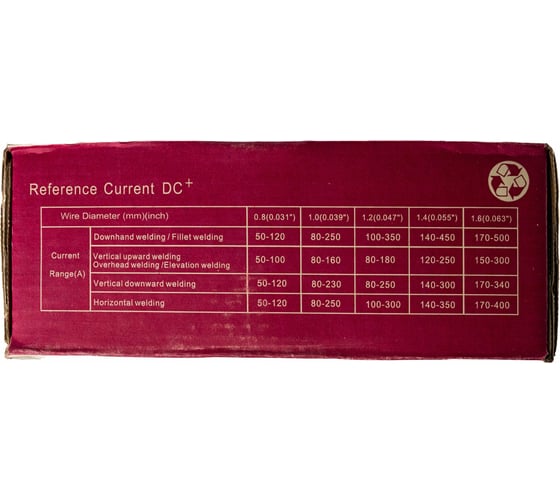 Reference Current DC+
Wire Diameter (mm)(inch) 0.8(0.031") 1.0(0.039") 1.2(0.047") 1.4(0.055") 1.6(0.063")
Current Range(A)
Downhand welding / Fillet welding 50-120 80-250 100-350 140-450 170-500
Vertical upward welding
Overhead welding /Elevation welding 50-100 80-160 80-180 120-250 150-300
Vertical downward welding 50-120 80-230 80-250 140-300 170-340
Horizontal welding 50-120 80-250 100-300 140-350 170-400